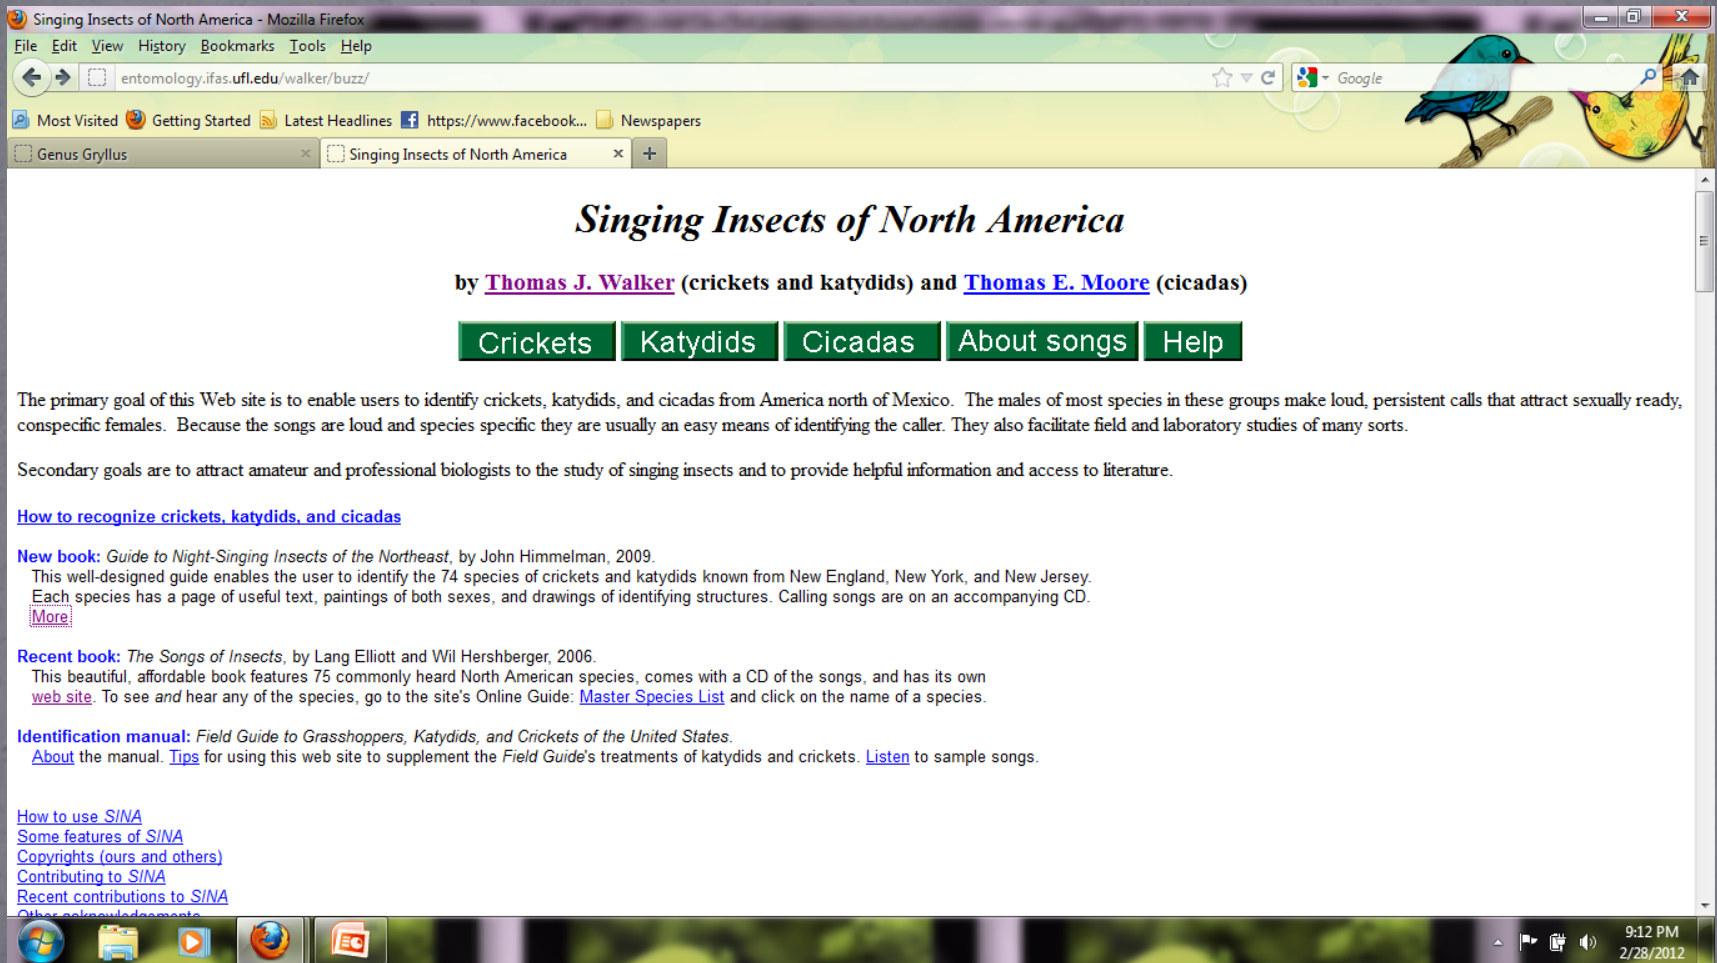 Singing Insects of North America - Mozilla Firefox
File Edit View History Bookmarks Tools Help
entomology.ifas.ufl.edu/walker/buzz/
Google
Most Visited Getting Started Latest Headlines https://www.facebook... Newspapers
Genus Gryllus Singing Insects of North America
Singing Insects of North America
by Thomas J. Walker (crickets and katydids) and Thomas E. Moore (cicadas)
Crickets Katydids Cicadas About songs Help
The primary goal of this Web site is to enable users to identify crickets, katydids, and cicadas from America north of Mexico. The males of most species in these groups make loud, persistent calls that attract sexually ready,
conspecific females. Because the songs are loud and species specific they are usually an easy means of identifying the caller. They also facilitate field and laboratory studies of many sorts.
Secondary goals are to attract amateur and professional biologists to the study of singing insects and to provide helpful information and access to literature.
How to recognize crickets, katydids, and cicadas
New book: Guide to Night-Singing Insects of the Northeast, by John Himmelman, 2009.
This well-designed guide enables the user to identify the 74 species of crickets and katydids known from New England, New York, and New Jersey.
Each species has a page of useful text, paintings of both sexes, and drawings of identifying structures. Calling songs are on an accompanying CD.
More
Recent book: The Songs of Insects, by Lang Elliott and Wil Hershberger, 2006.
This beautiful, affordable book features 75 commonly heard North American species, comes with a CD of the songs, and has its own
web site. To see and hear any of the species, go to the site's Online Guide: Master Species List and click on the name of a species.
Identification manual: Field Guide to Grasshoppers, Katydids, and Crickets of the United States.
About the manual. Tips for using this web site to supplement the Field Guide's treatments of katydids and crickets. Listen to sample songs.
How to use SINA
Some features of SINA
Copyrights (ours and others)
Contributing to SINA
Recent contributions to SINA
Other acknowledgements
9:12 PM
2/28/2012